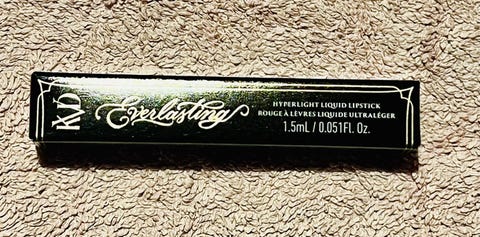 KVD
Everlasting
HYPERLIGHT LIQUID LIPSTICK
ROUGE À LÈVRES LIQUIDE ULTRALÉGER
1.5mL / 0.051FL. Oz.